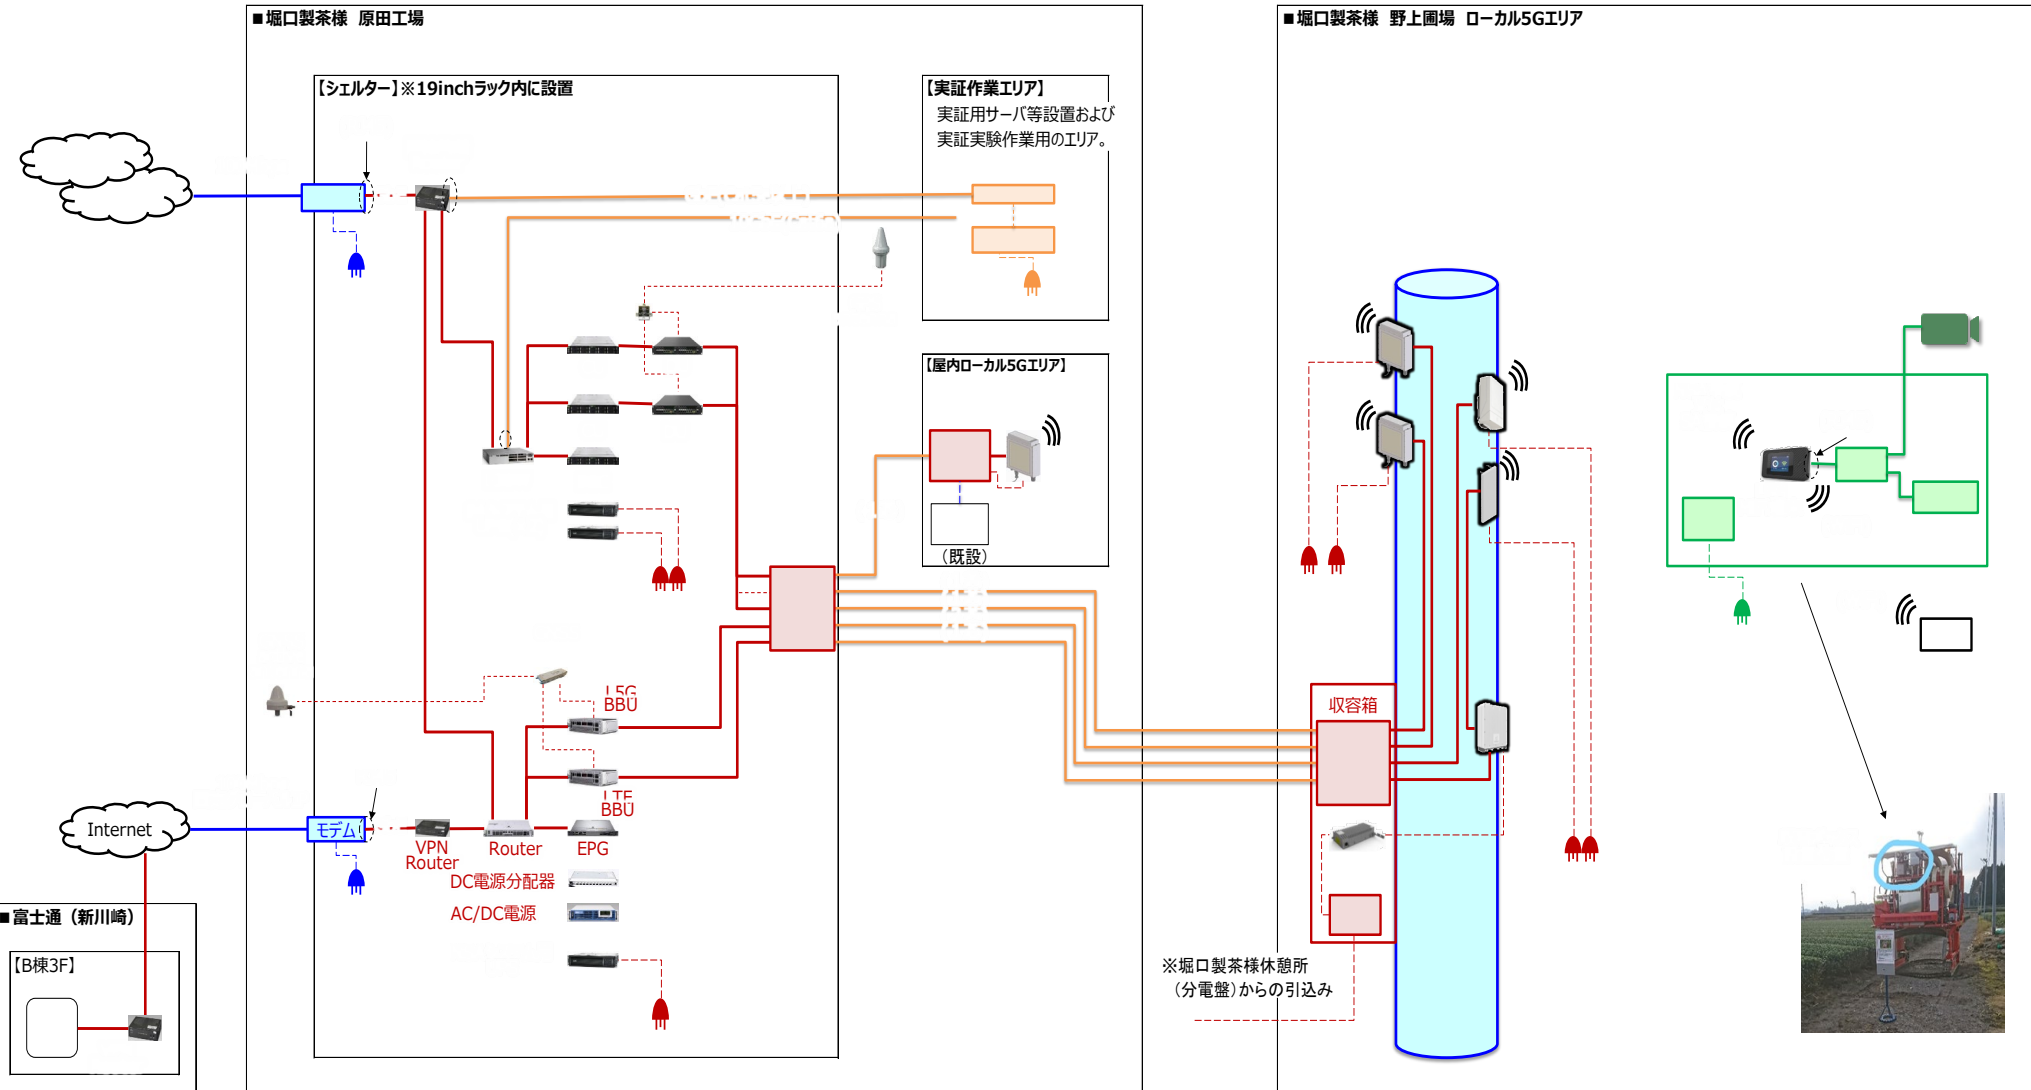 ■堀口製茶様 原田工場
■堀口製茶様 野上圃場 ローカル5Gエリア
【シェルター】※19inchラック内に設置
【実証作業エリア】
実証用サーバ等設置および
実証実験作業用のエリア。
【屋内ローカル5Gエリア】
(既設)
L5G
BBU
LTE
BBU
収容箱
Internet
モデム
VPN
Router
Router
EPG
DC電源分配器
AC/DC電源
■富士通（新川崎）
【B棟3F】
※堀口製茶様休憩所
（分電盤）からの引込み